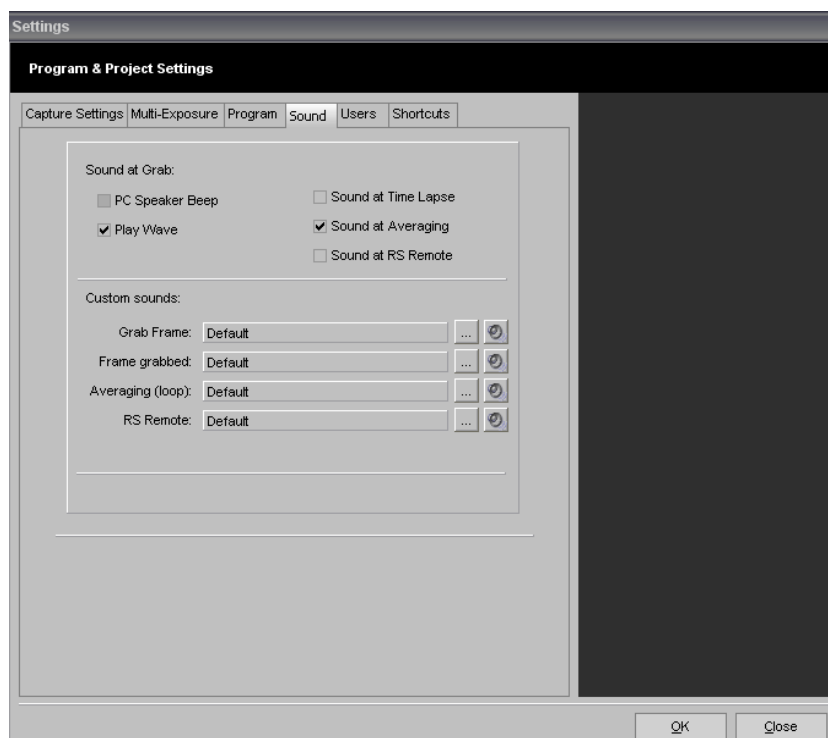 Settings
Program & Project Settings
Capture Settings Multi-Exposure Program Sound Users Shortcuts
Sound at Grab:
PC Speaker Beep Sound at Time Lapse
Play Wave Sound at Averaging
Sound at RS Remote
Custom sounds:
Grab Frame: Default ...
Frame grabbed: Default ...
Averaging (loop): Default ...
RS Remote: Default ...
OK Close